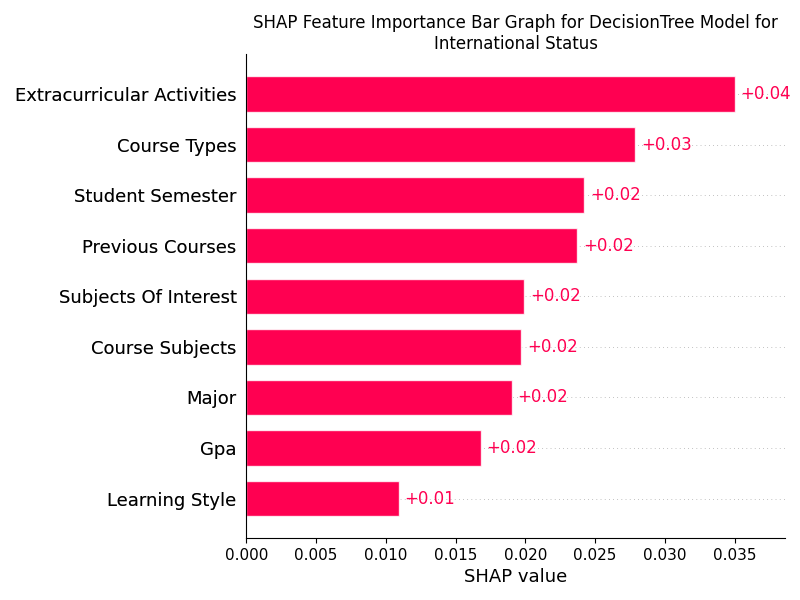 SHAP Feature Importance Bar Graph for DecisionTree Model for
International Status
Extracurricular Activities
+0.04
Course Types
+0.03
Student Semester
+0.02
Previous Courses
+0.02
Subjects Of Interest
+0.02
Course Subjects
+0.02
Major
+0.02
Gpa
+0.02
Learning Style
+0.01
0.000 0.005 0.010 0.015 0.020 0.025 0.030 0.035
SHAP value